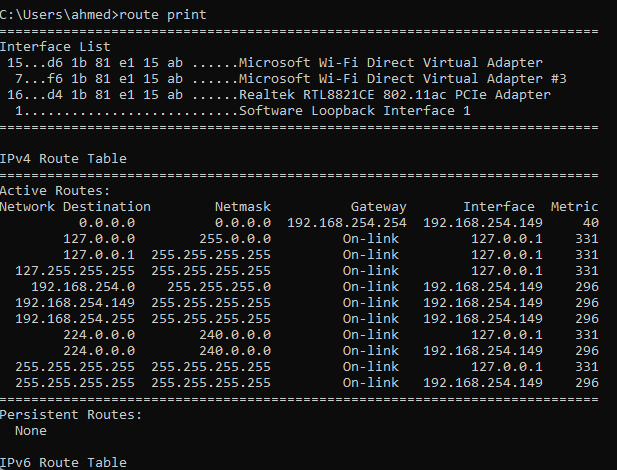 C:\Users\ahmed>route print
===========================================================================
Interface List
 15...d6 1b 81 e1 15 ab ......Microsoft Wi-Fi Direct Virtual Adapter
  7...f6 1b 81 e1 15 ab ......Microsoft Wi-Fi Direct Virtual Adapter #3
 16...d4 1b 81 e1 15 ab ......Realtek RTL8821CE 802.11ac PCIe Adapter
  1...........................Software Loopback Interface 1
===========================================================================
IPv4 Route Table
===========================================================================
Active Routes:
Network Destination        Netmask          Gateway       Interface  Metric
          0.0.0.0          0.0.0.0  192.168.254.254  192.168.254.149     40
        127.0.0.0        255.0.0.0         On-link         127.0.0.1    331
        127.0.0.1  255.255.255.255         On-link         127.0.0.1    331
  127.255.255.255  255.255.255.255         On-link         127.0.0.1    331
    192.168.254.0    255.255.255.0         On-link   192.168.254.149    296
  192.168.254.149  255.255.255.255         On-link   192.168.254.149    296
  192.168.254.255  255.255.255.255         On-link   192.168.254.149    296
        224.0.0.0        240.0.0.0         On-link         127.0.0.1    331
        224.0.0.0        240.0.0.0         On-link   192.168.254.149    296
  255.255.255.255  255.255.255.255         On-link         127.0.0.1    331
  255.255.255.255  255.255.255.255         On-link   192.168.254.149    296
===========================================================================
Persistent Routes:
  None
IPv6 Route Table